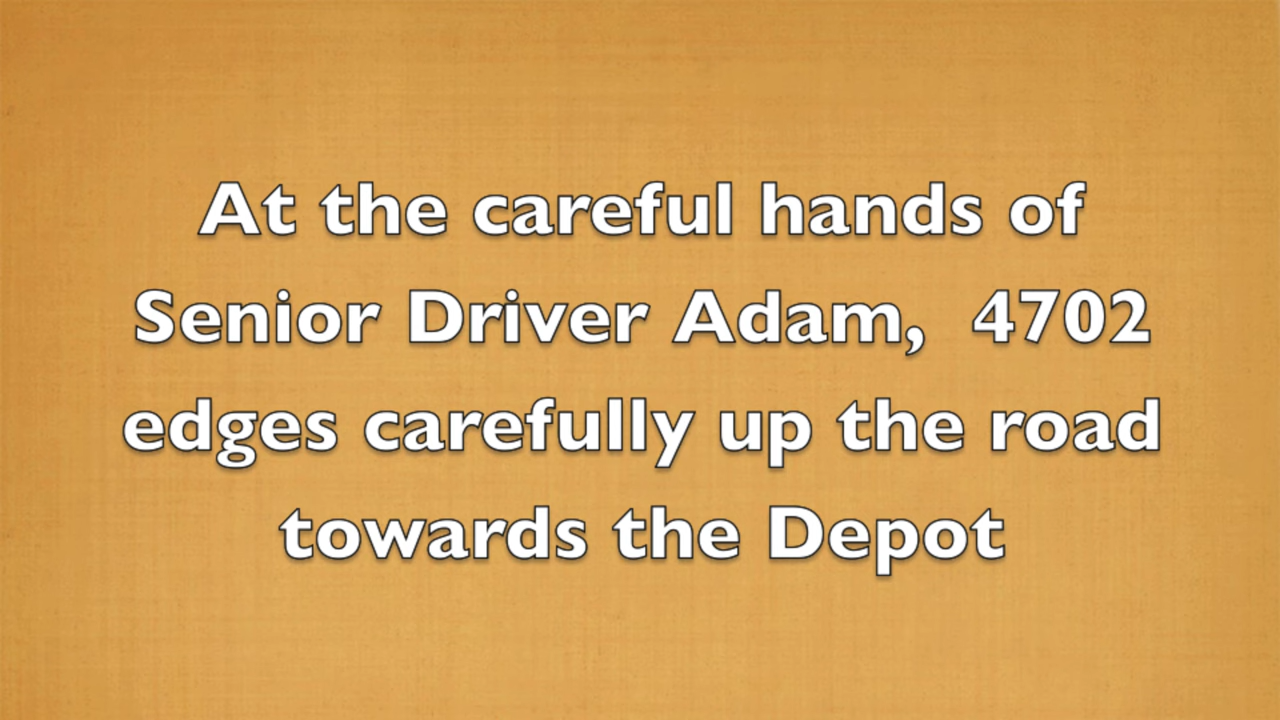 At the careful hands of
Senior Driver Adam,  4702
edges carefully up the road
towards the Depot